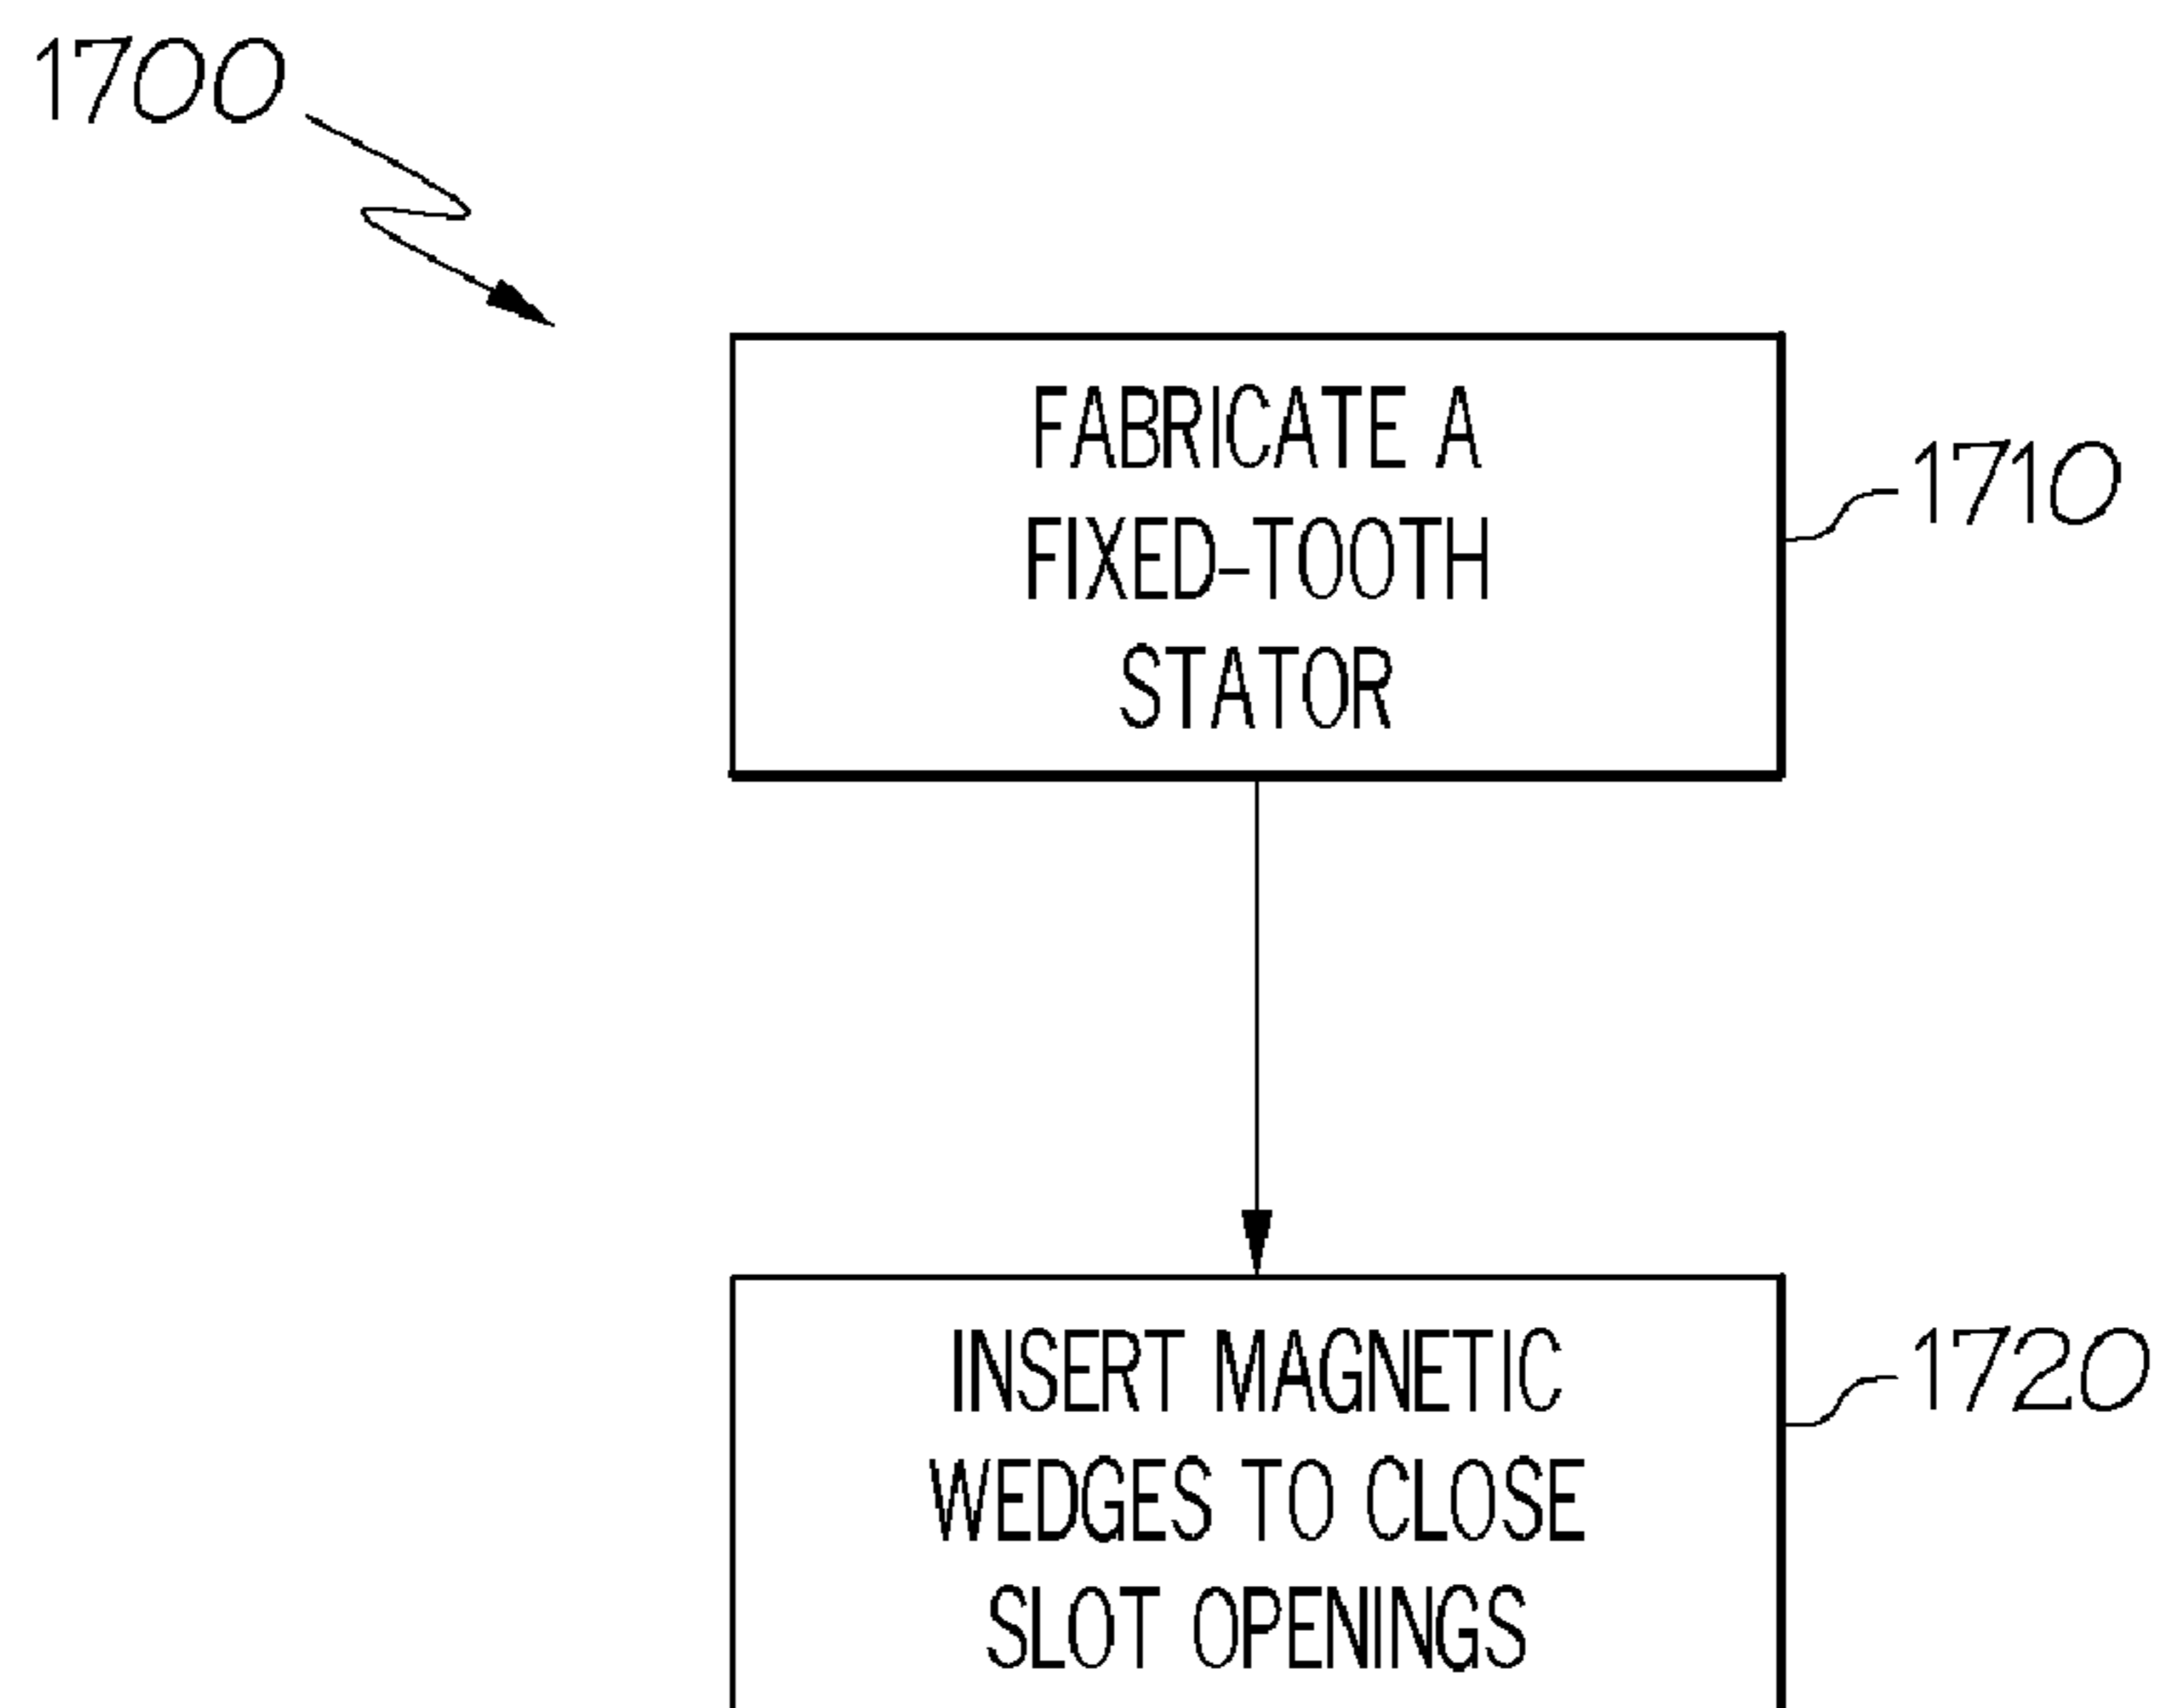 1700
FABRICATE A
FIXED-TOOTH
STATOR
1710
INSERT MAGNETIC
WEDGES TO CLOSE
SLOT OPENINGS
1720